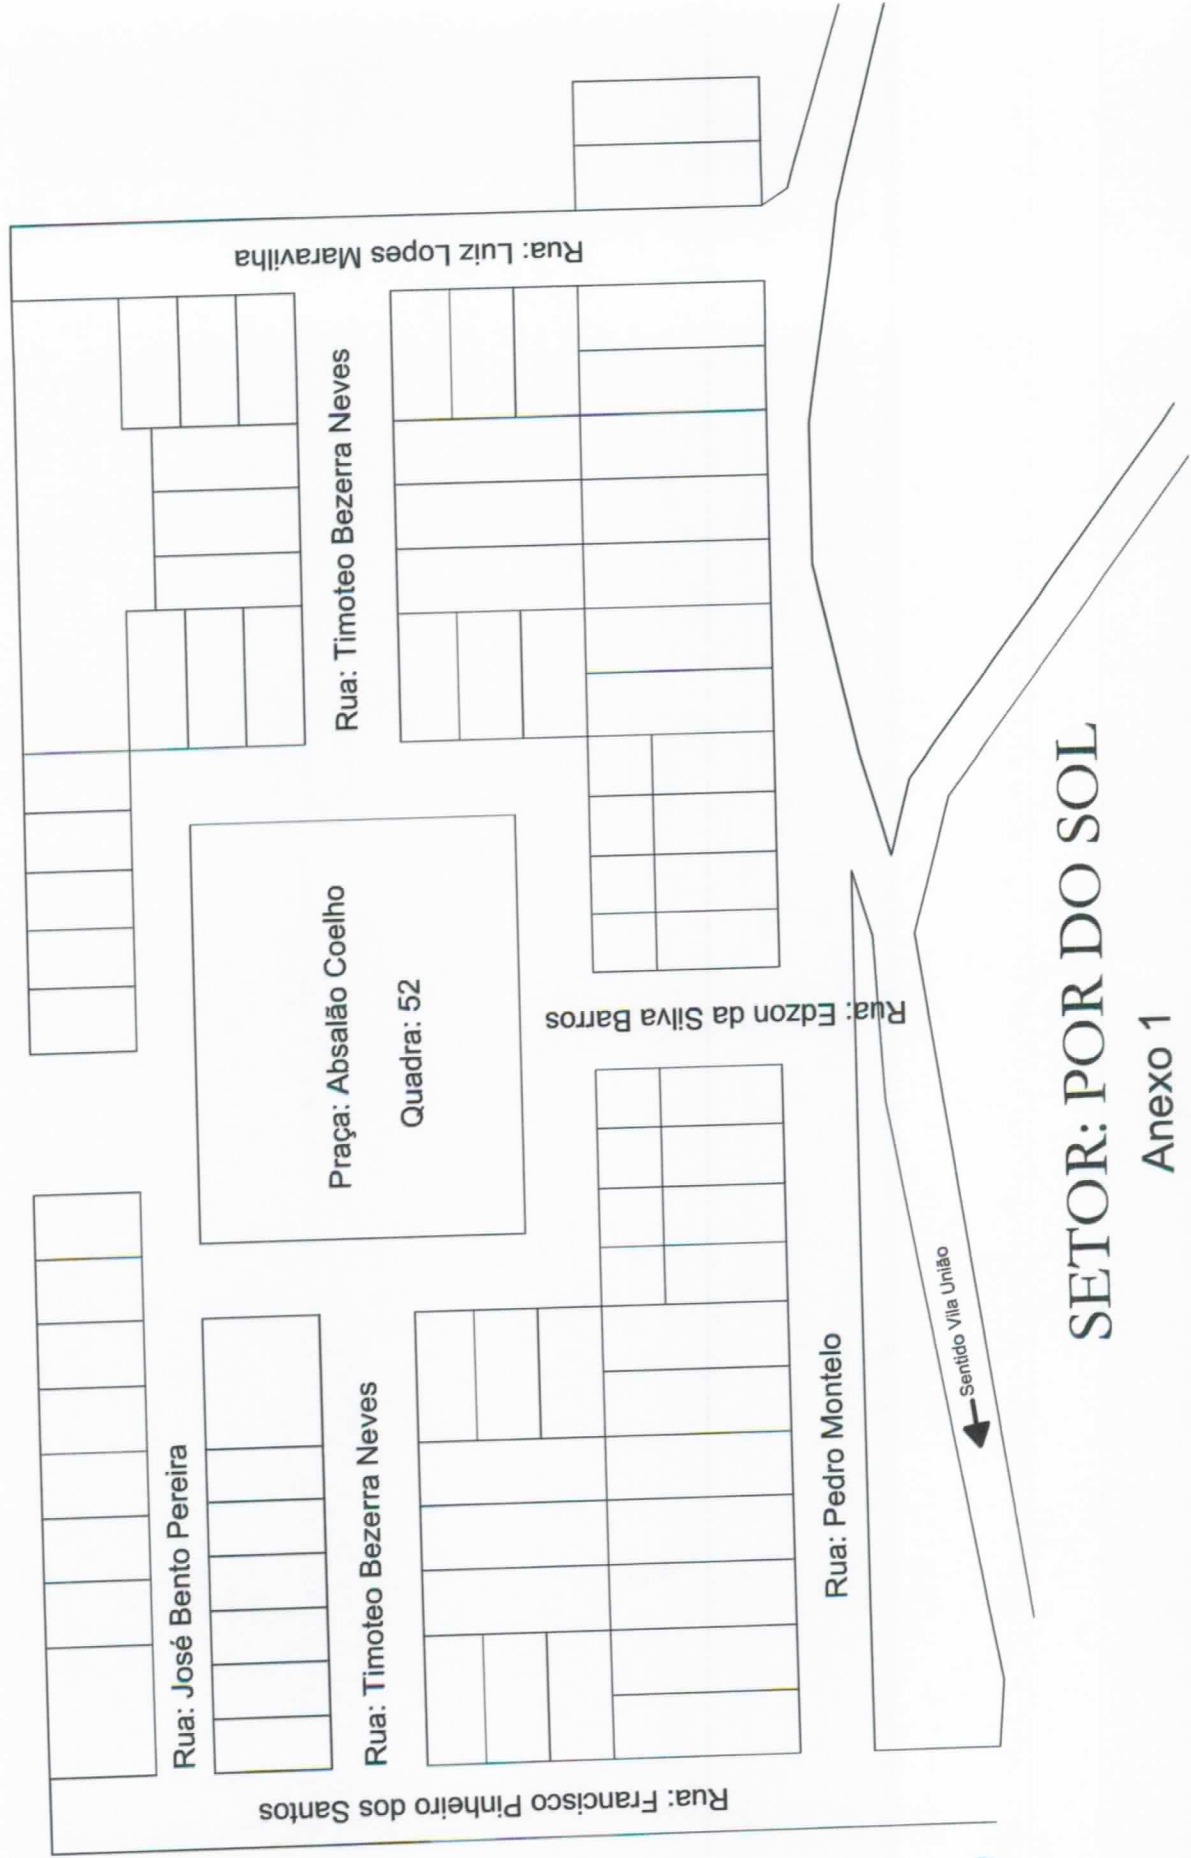 Rua: Francisco Pinheiro dos Santos
Rua: José Bento Pereira
Rua: Timoteo Bezerra Neves
Praça: Absalão Coelho
Quadra: 52
Rua: Timoteo Bezerra Neves
Rua: Luiz Lopes Maravilha
Rua: Edzon da Silva Barros
Rua: Pedro Montelo
Sentido Vila União
SETOR: POR DO SOL
Anexo 1